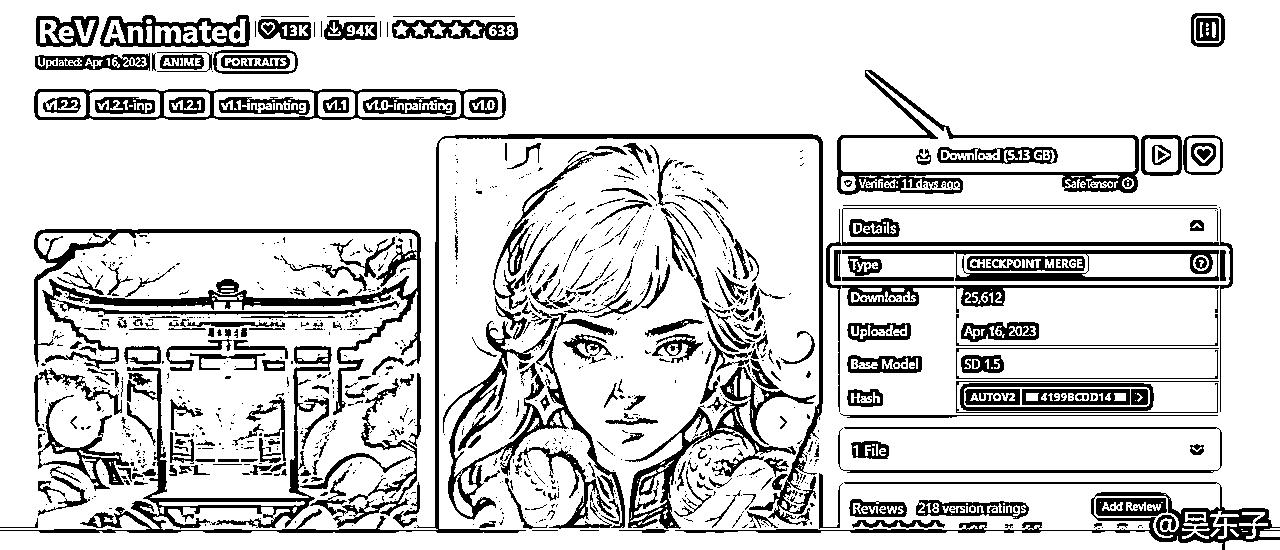 ReV Animated 13K 94K 638
Updated: Apr 16, 2023 ANIME PORTRAITS
v1.2.2 v1.2.1-inp v1.2.1 v1.1-inpainting v1.1 v1.0-inpainting v1.0
Download (5.13 GB)
Verified: 11 days ago SafeTensor
Details
Type CHECKPOINT MERGE
Downloads 25,612
Uploaded Apr 16, 2023
Base Model SD 1.5
Hash AUTOV2 4199BCDD14
1 File
Reviews 218 version ratings Add Review
@吴东子